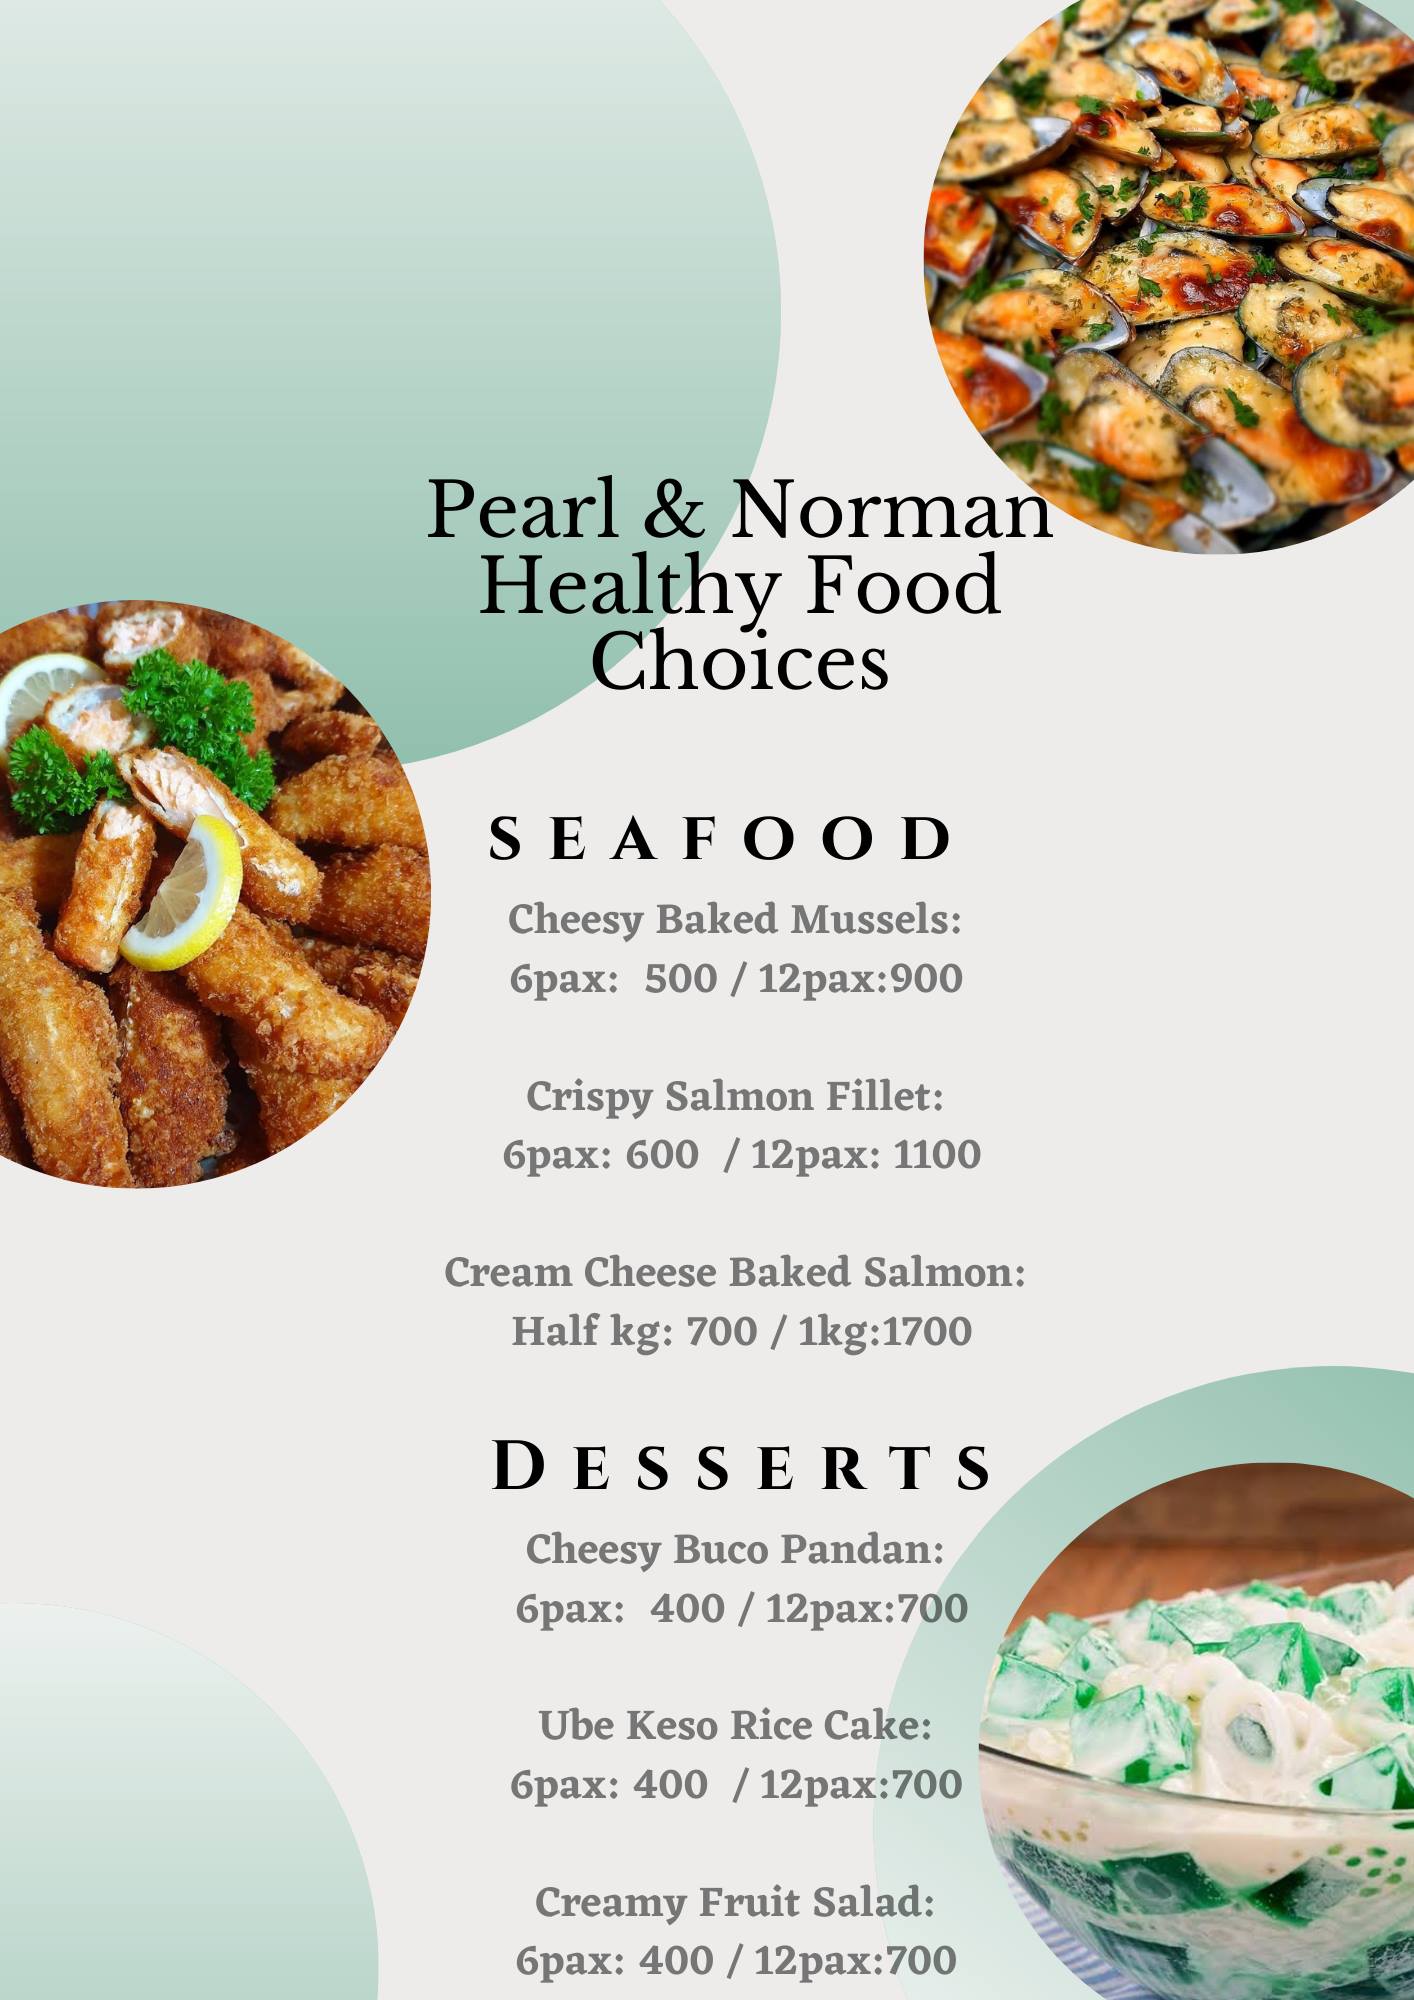 Pearl & Norman
Healthy Food
Choices
SEAFOOD
Cheesy Baked Mussels:
6pax:  500 / 12pax:900
Crispy Salmon Fillet:
6pax: 600  / 12pax: 1100
Cream Cheese Baked Salmon:
Half kg: 700 / 1kg:1700
DESSERTS
Cheesy Buco Pandan:
6pax:  400 / 12pax:700
Ube Keso Rice Cake:
6pax: 400  / 12pax:700
Creamy Fruit Salad:
6pax: 400 / 12pax:700